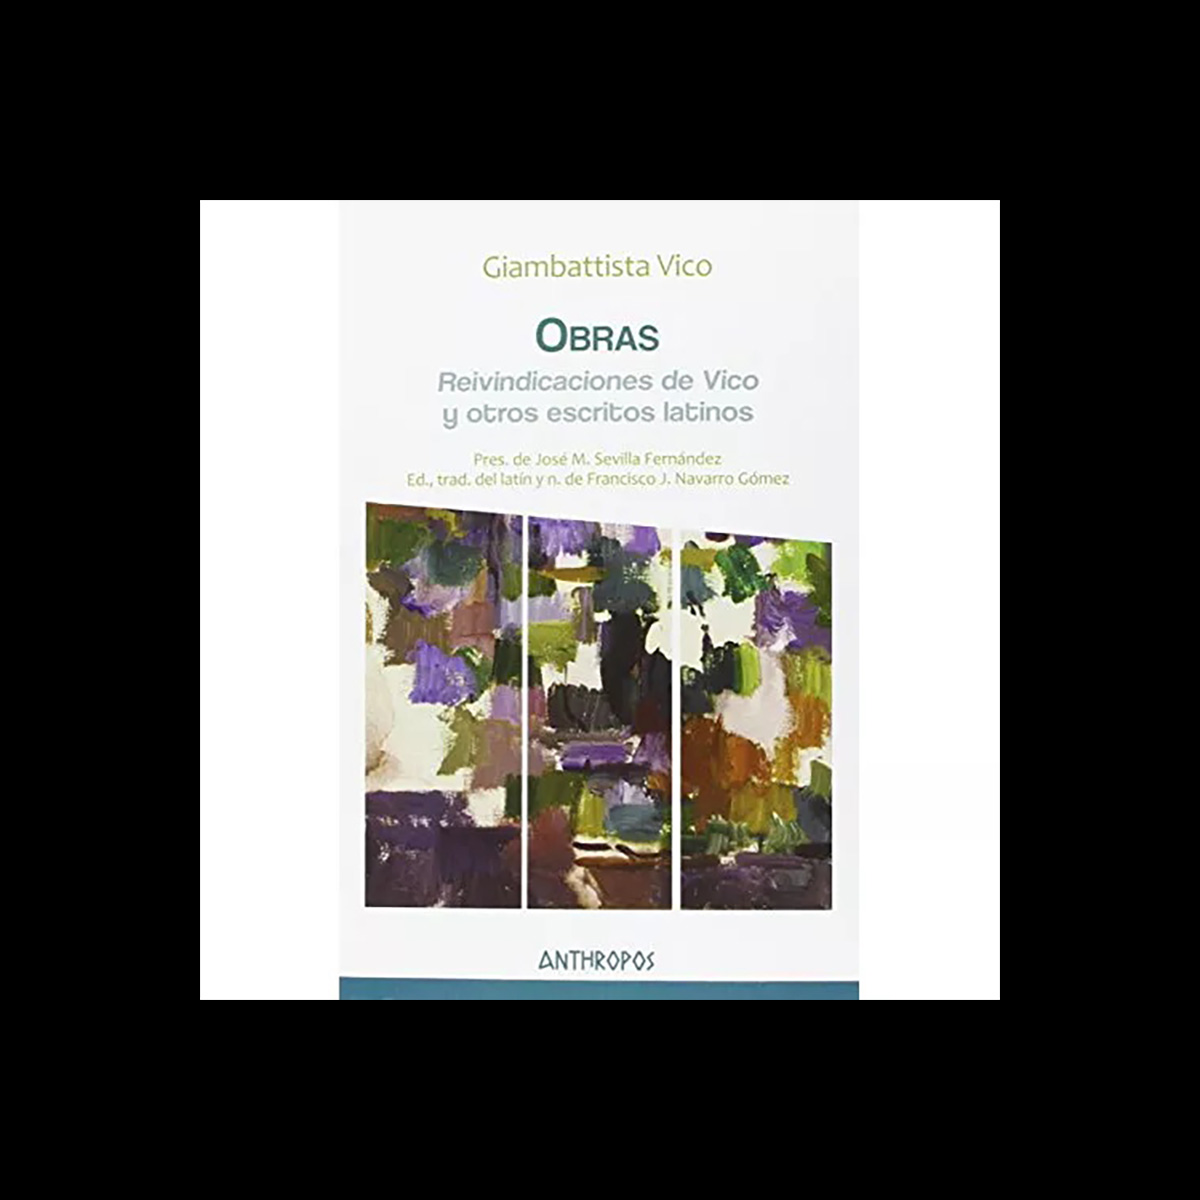 Giambattista Vico
OBRAS
Reivindicaciones de Vico
y otros escritos latinos
Pres. de José M. Sevilla Fernández
Ed., trad. del latín y n. de Francisco J. Navarro Gómez
ANTHROPOS